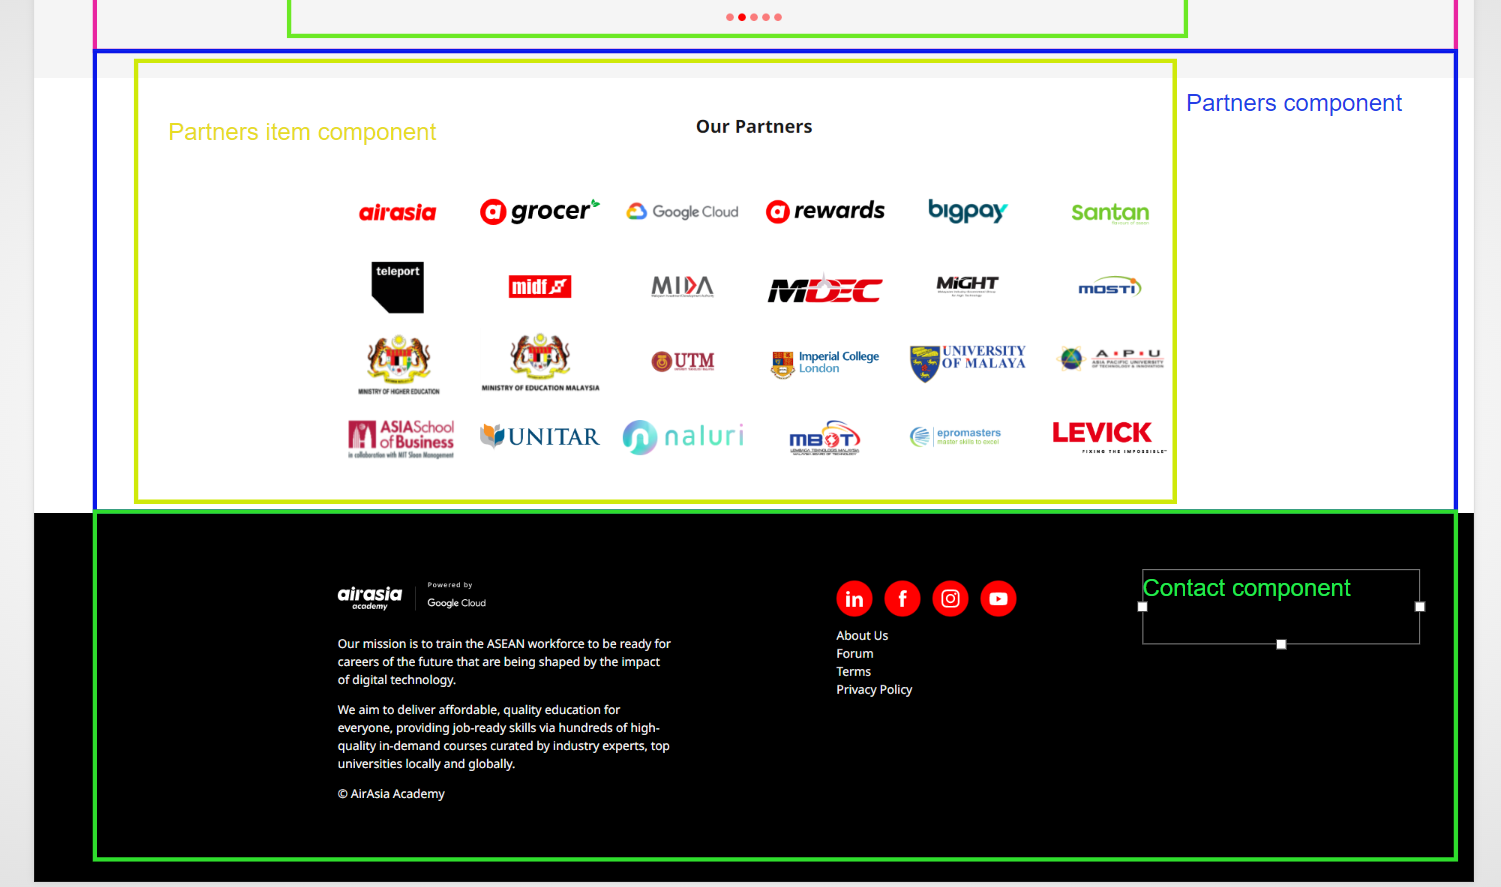 Partners component
Partners item component
Our Partners
airasia
grocer
Google Cloud
rewards
bigpay
Santan
teleport
midf
MIDA
MDEC
MiGHT
MOSTI
MINISTRY OF HIGHER EDUCATION
MINISTRY OF EDUCATION MALAYSIA
UTM
Imperial College
London
UNIVERSITY
OF MALAYA
A·P·U
ASIA PACIFIC UNIVERSITY
OF TECHNOLOGY & INNOVATION
ASIA School
of Business
in collaboration with MIT Sloan Management
UNITAR
naluri
MBOT
epromasters
master skills to excel
LEVICK
FIXING THE IMPOSSIBLE
airasia
academy
Powered by
Google Cloud
Our mission is to train the ASEAN workforce to be ready for
careers of the future that are being shaped by the impact
of digital technology.
We aim to deliver affordable, quality education for
everyone, providing job-ready skills via hundreds of high-
quality in-demand courses curated by industry experts, top
universities locally and globally.
© AirAsia Academy
in f
About Us
Forum
Terms
Privacy Policy
Contact component